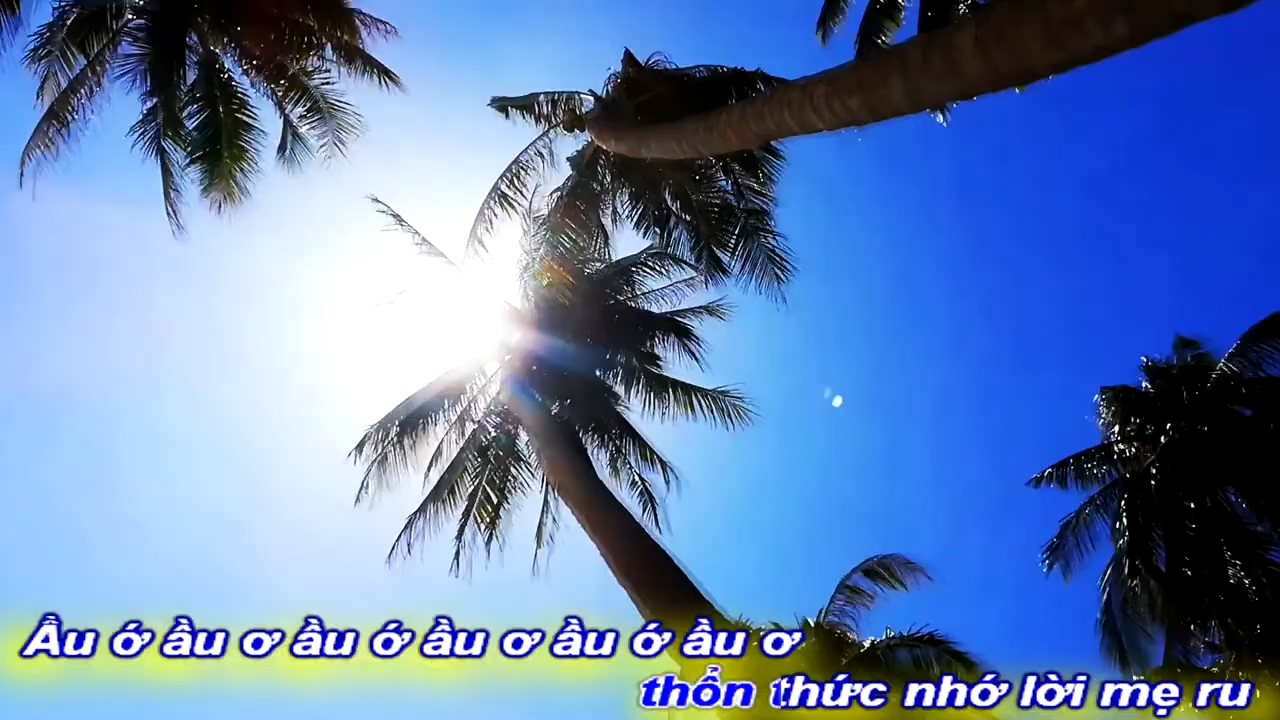 Ầu ớ ầu ơ ầu ớ ầu ơ ầu ớ ầu ơ
thổn thức nhớ lời mẹ ru